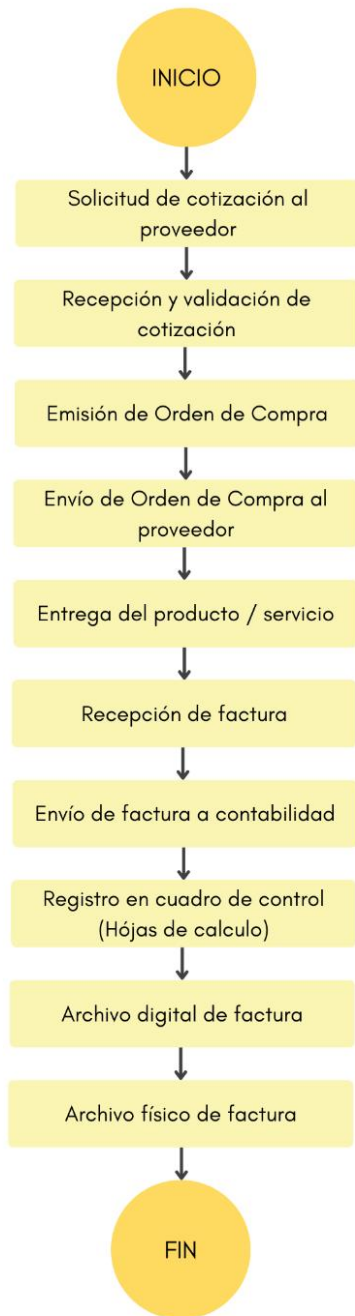 INICIO
Solicitud de cotización al
proveedor
Recepción y validación de
cotización
Emisión de Orden de Compra
Envío de Orden de Compra al
proveedor
Entrega del producto / servicio
Recepción de factura
Envío de factura a contabilidad
Registro en cuadro de control
(Hójas de calculo)
Archivo digital de factura
Archivo físico de factura
FIN